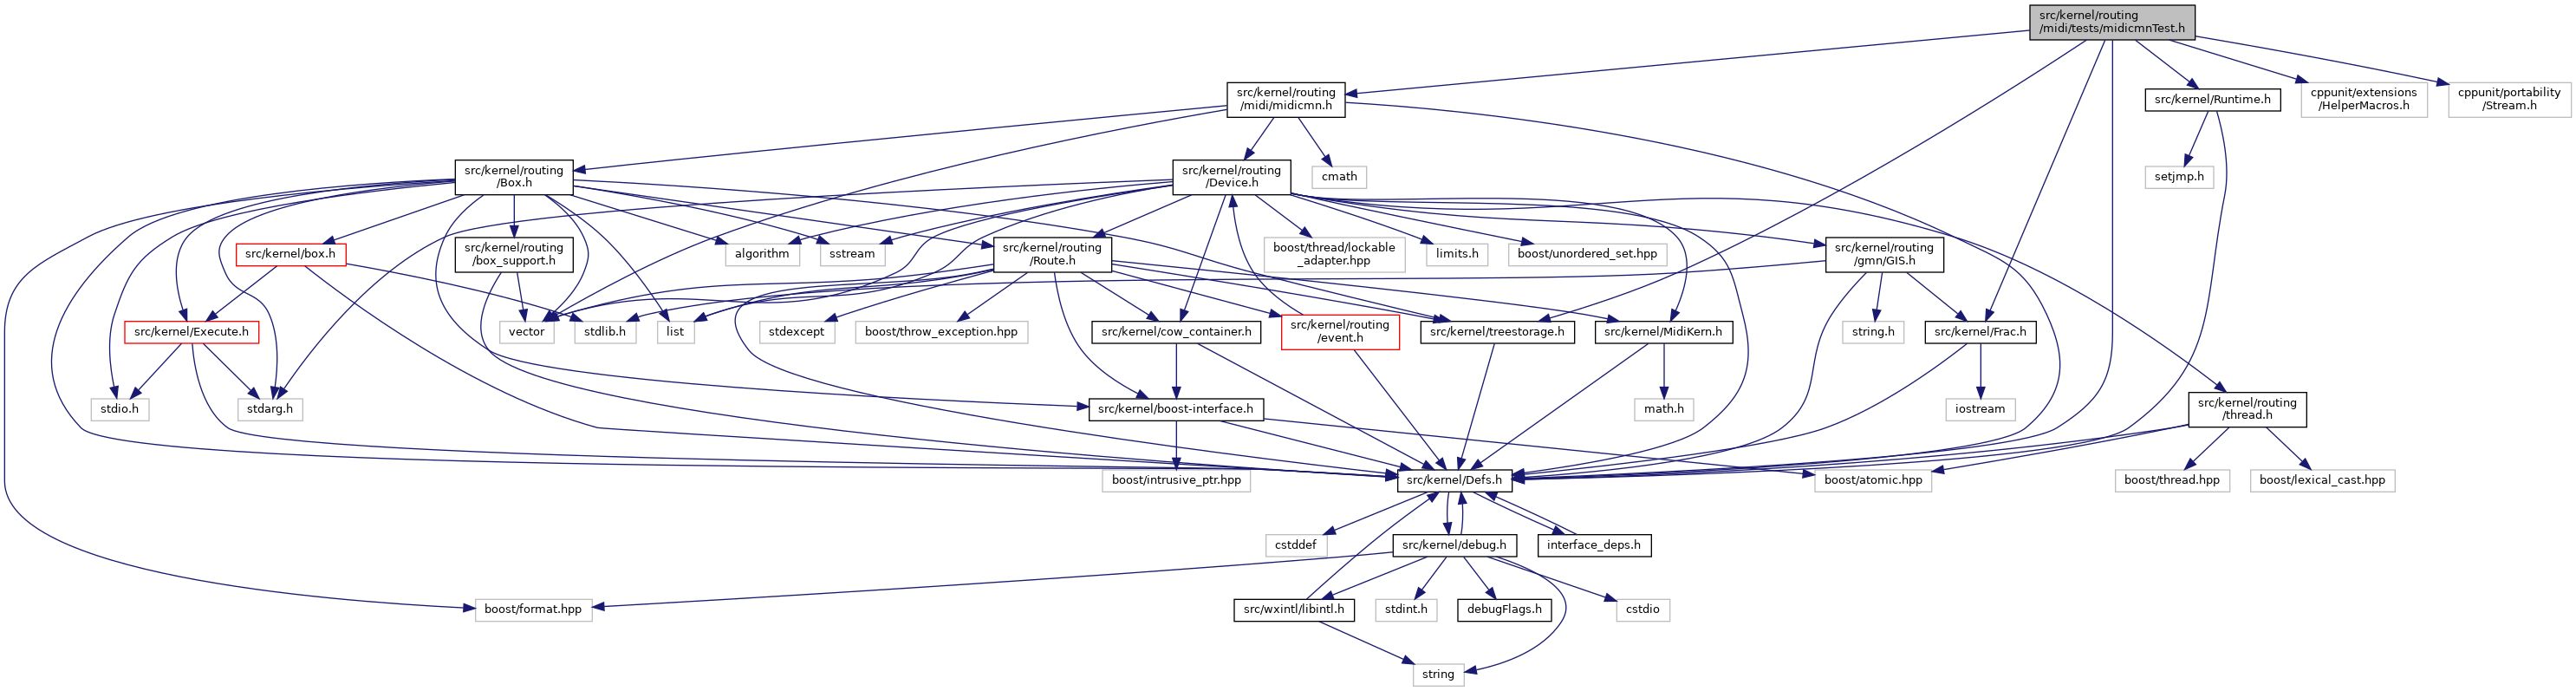 src/kernel/routing
/midi/tests/midicmnTest.h
src/kernel/routing
/midi/midicmn.h
src/kernel/Runtime.h
cppunit/extensions
/HelperMacros.h
cppunit/portability
/Stream.h
src/kernel/routing
/Box.h
src/kernel/routing
/Device.h
cmath
setjmp.h
src/kernel/box.h
src/kernel/routing
/box_support.h
algorithm
sstream
src/kernel/routing
/Route.h
boost/thread/lockable
_adapter.hpp
limits.h
boost/unordered_set.hpp
src/kernel/routing
/gmn/GIS.h
src/kernel/Execute.h
vector
stdlib.h
list
stdexcept
boost/throw_exception.hpp
src/kernel/cow_container.h
src/kernel/routing
/event.h
src/kernel/treestorage.h
src/kernel/MidiKern.h
string.h
src/kernel/Frac.h
stdio.h
stdarg.h
src/kernel/boost-interface.h
math.h
iostream
src/kernel/routing
/thread.h
boost/intrusive_ptr.hpp
src/kernel/Defs.h
boost/atomic.hpp
boost/thread.hpp
boost/lexical_cast.hpp
cstddef
src/kernel/debug.h
interface_deps.h
boost/format.hpp
src/wxintl/libintl.h
stdint.h
debugFlags.h
cstdio
string